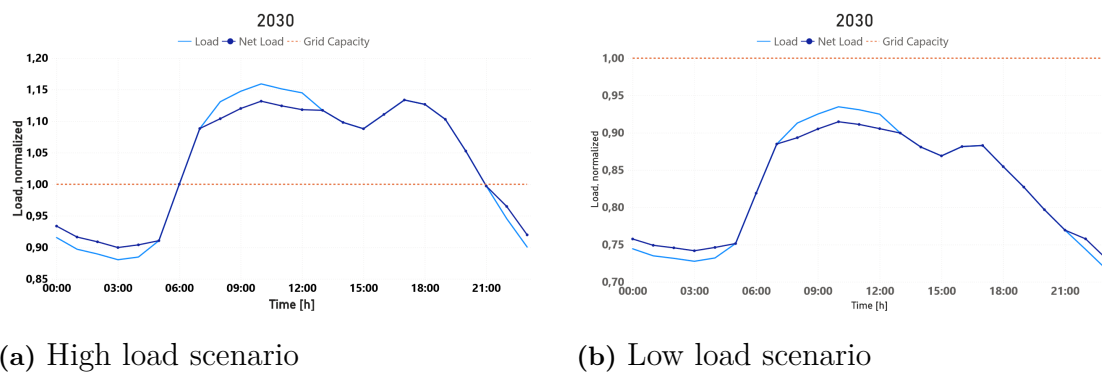 2030
Load Net Load Grid Capacity
1,20
1,15
1,10
1,05
1,00
0,95
0,90
0,85
Load, normalized
00:00 03:00 06:00 09:00 12:00 15:00 18:00 21:00
Time [h]
(a) High load scenario
2030
Load Net Load Grid Capacity
1,00
0,95
0,90
0,85
0,80
0,75
0,70
Load, normalized
00:00 03:00 06:00 09:00 12:00 15:00 18:00 21:00
Time [h]
(b) Low load scenario